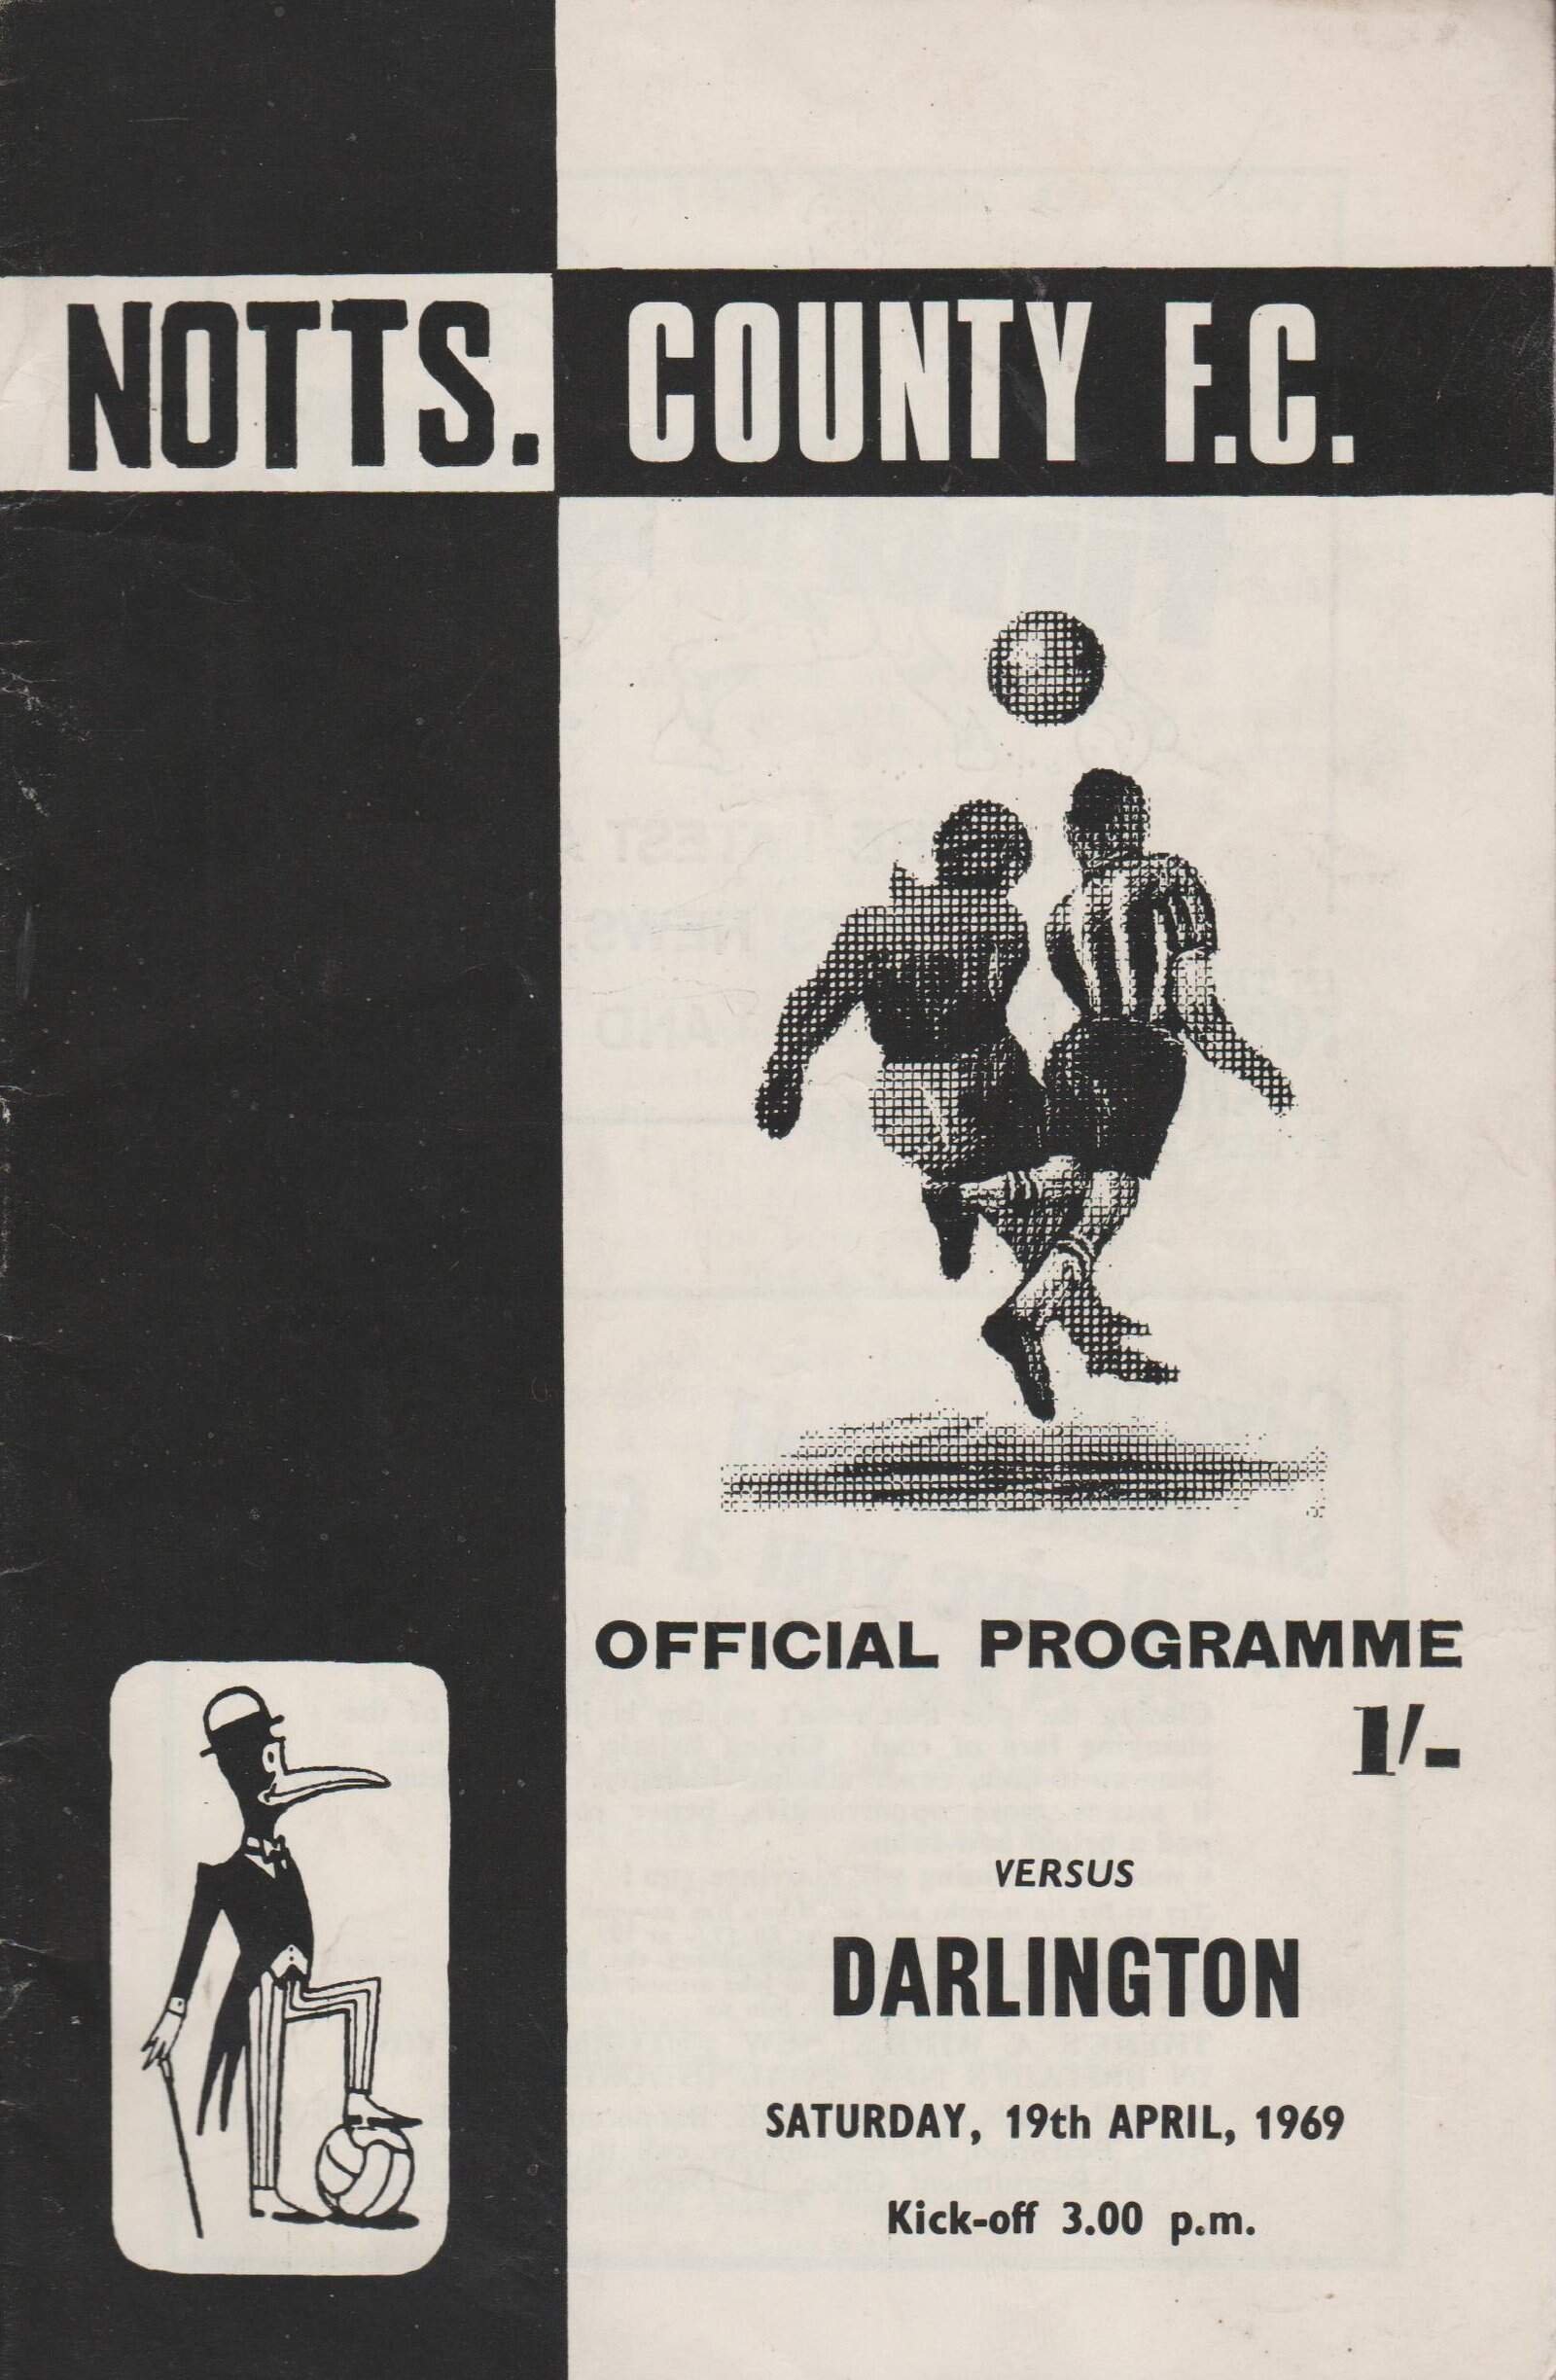 NOTTS. COUNTY F.C.
OFFICIAL PROGRAMME
1/-
VERSUS
DARLINGTON
SATURDAY, 19th APRIL, 1969
Kick-off 3.00 p.m.